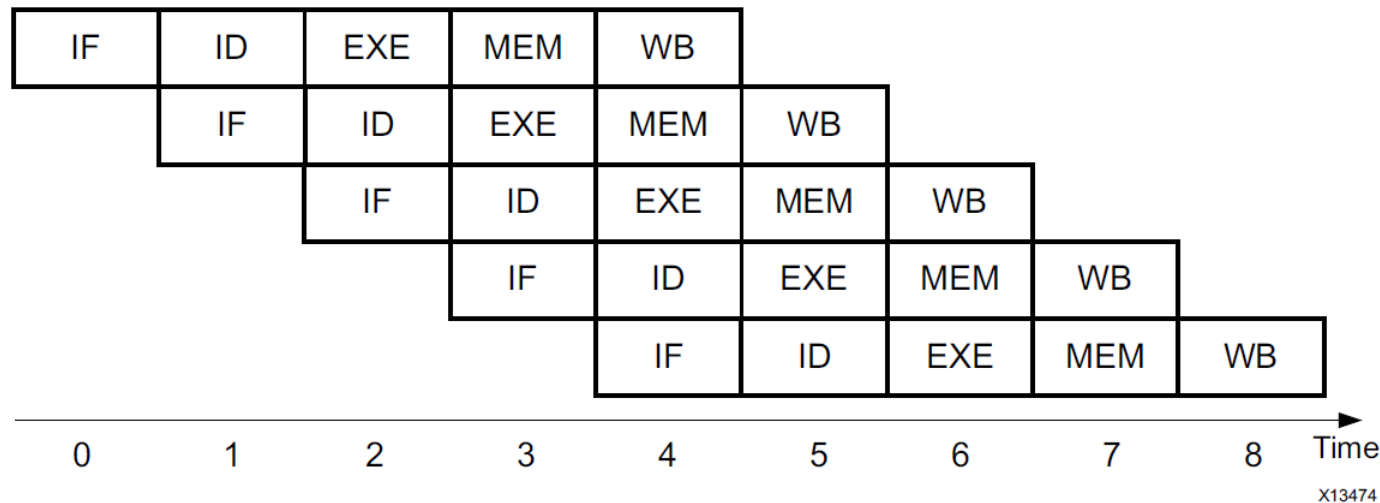 IF ID EXE MEM WB
IF ID EXE MEM WB
IF ID EXE MEM WB
IF ID EXE MEM WB
IF ID EXE MEM WB
0 1 2 3 4 5 6 7 8 Time
X13474